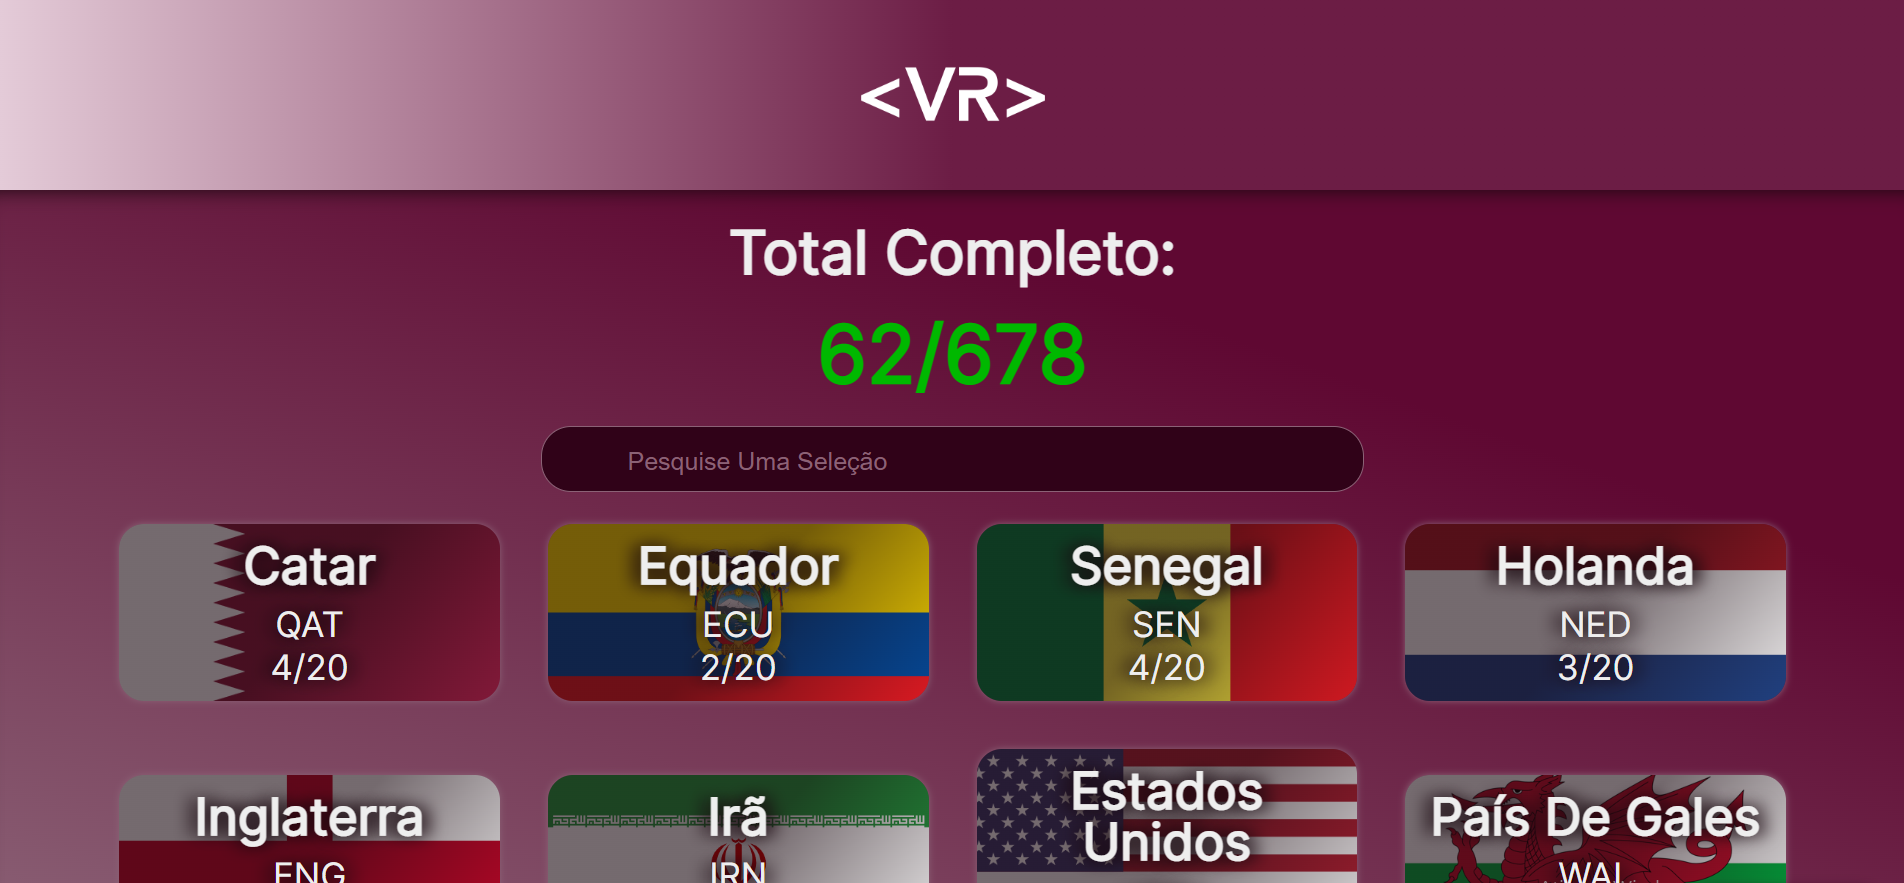 <VR>
Total Completo:
62/678
Pesquise Uma Seleção
Catar
QAT
4/20
Equador
ECU
2/20
Senegal
SEN
4/20
Holanda
NED
3/20
Inglaterra
ENG
Irã
IRN
Estados
Unidos
País De Gales
WAL